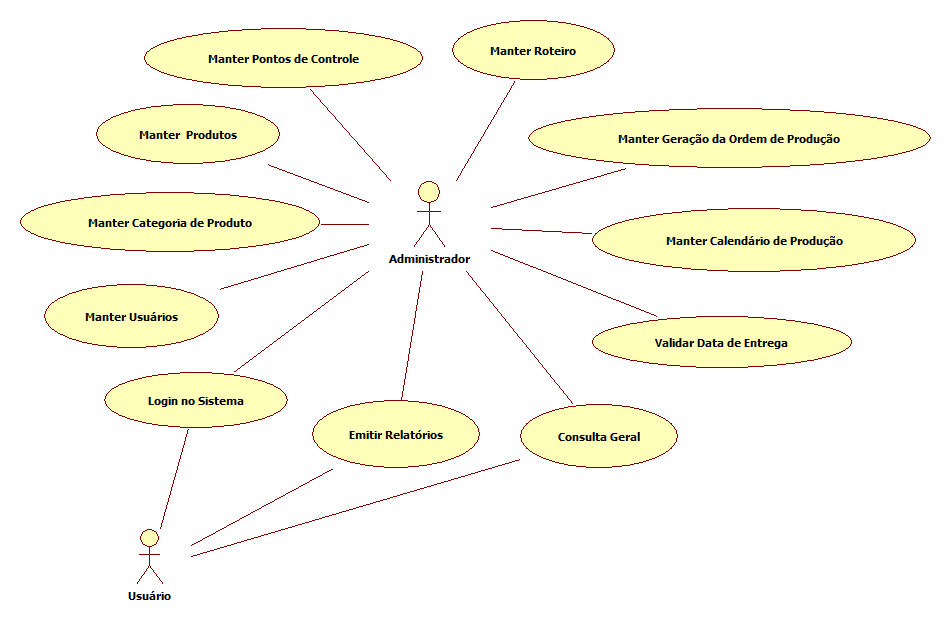 Manter Roteiro
Manter Pontos de Controle
Manter Produtos
Manter Geração da Ordem de Produção
Manter Categoria de Produto
Manter Calendário de Produção
Administrador
Manter Usuários
Validar Data de Entrega
Login no Sistema
Emitir Relatórios
Consulta Geral
Usuário